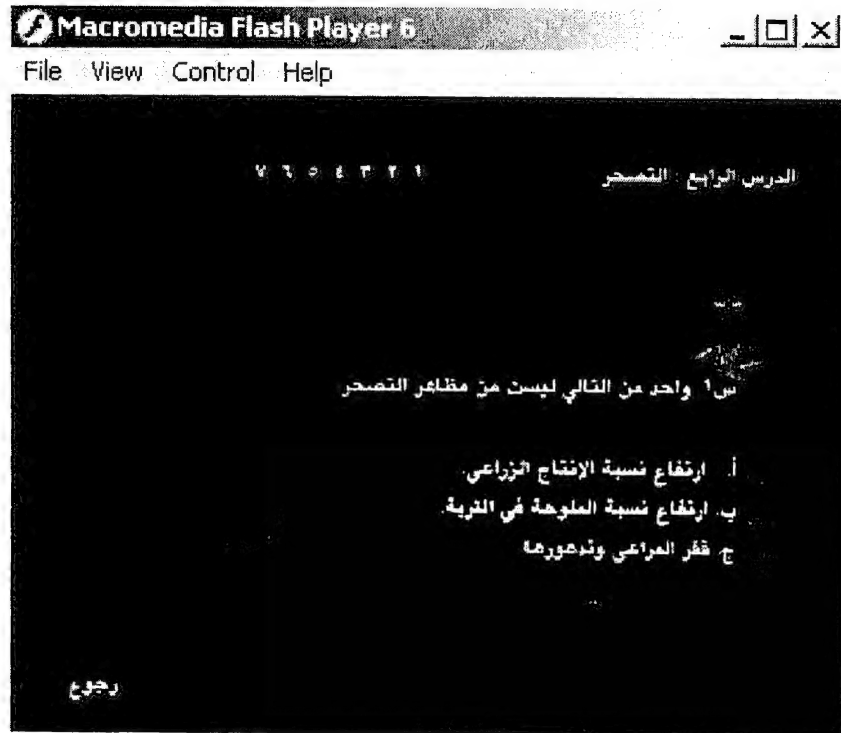 Macromedia Flash Player 6
File View Control Help
الدرس الرابع : التصحر
١ ٢ ٣ ٤ ٥ ٦ ٧
س١ واحد من التالي ليست من مظاهر التصحر
أ. ارتفاع نسبة الإنتاج الزراعي.
ب. ارتفاع نسبة الملوحة في التربة.
ج. فقر المراعي وتدهورها
رجوع